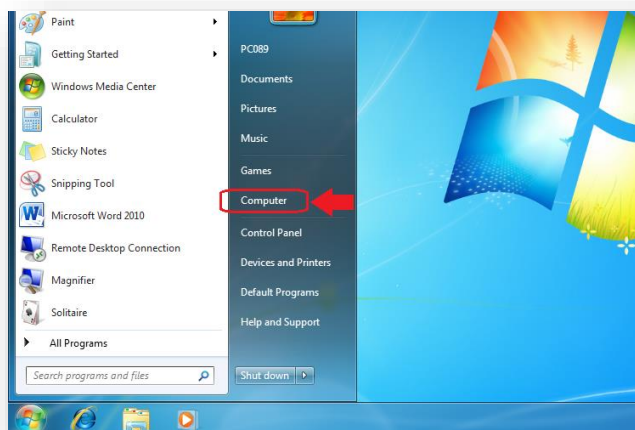 Paint
Getting Started
Windows Media Center
Calculator
Sticky Notes
Snipping Tool
Microsoft Word 2010
Remote Desktop Connection
Magnifier
Solitaire
All Programs
Search programs and files
PC089
Documents
Pictures
Music
Games
Computer
Control Panel
Devices and Printers
Default Programs
Help and Support
Shut down